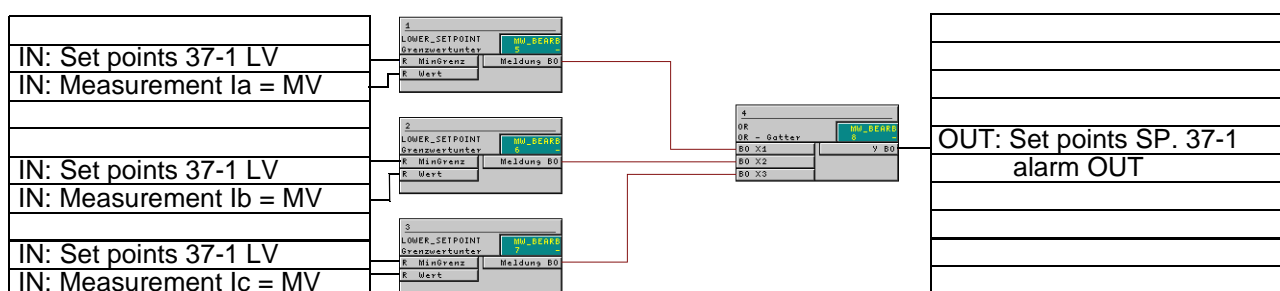 IN: Set points 37-1 LV
IN: Measurement Ia = MV
IN: Set points 37-1 LV
IN: Measurement Ib = MV
IN: Set points 37-1 LV
IN: Measurement Ic = MV
1
LOWER_SETPOINT MW_BEARB
Grenzwertunter 5 -
R MinGrenz Meldung BO
R Wert
2
LOWER_SETPOINT MW_BEARB
Grenzwertunter 6 -
R MinGrenz Meldung BO
R Wert
3
LOWER_SETPOINT MW_BEARB
Grenzwertunter 7 -
R MinGrenz Meldung BO
R Wert
4
OR MW_BEARB
OR - Gatter 8 -
BO X1 Y BO
BO X2
BO X3
OUT: Set points SP. 37-1
alarm OUT